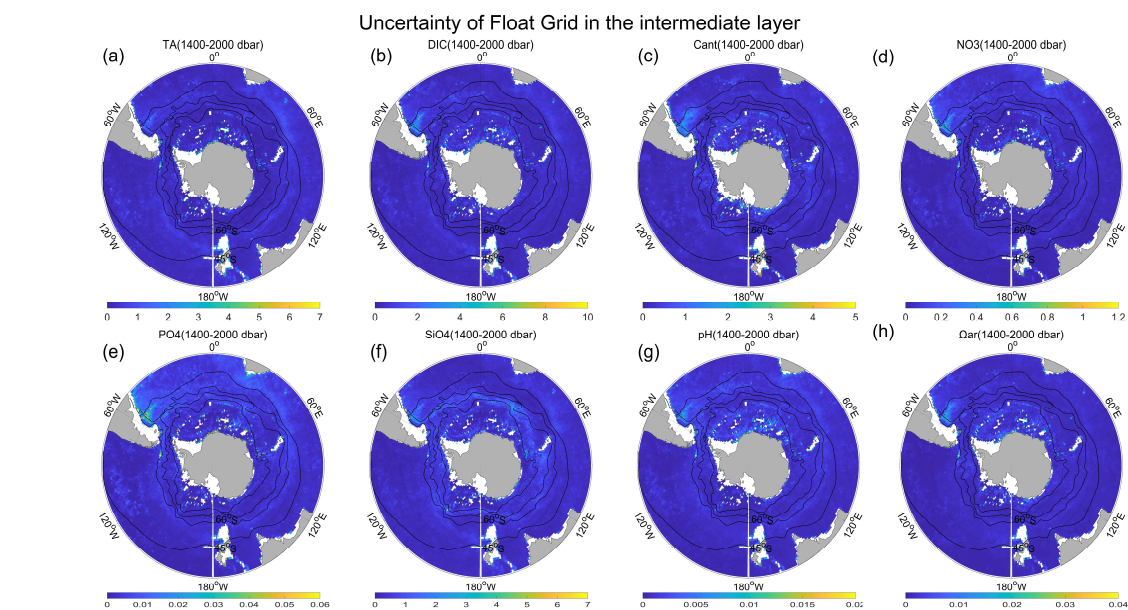 Uncertainty of Float Grid in the intermediate layer
TA(1400-2000 dbar) DIC(1400-2000 dbar) Cant(1400-2000 dbar) NO3(1400-2000 dbar)
(a) (b) (c) (d)
0° 0° 0° 0°
60°W 60°E 60°W 60°E 60°W 60°E 60°W 60°E
120°W 120°E 120°W 120°E 120°W 120°E 120°W 120°E
66°S 66°S 66°S 66°S
45°S 45°S 45°S 45°S
180°W 180°W 180°W 180°W
0 1 2 3 4 5 6 7 0 2 4 6 8 10 0 1 2 3 4 5 0 0.2 0.4 0.6 0.8 1 1.2
PO4(1400-2000 dbar) SiO4(1400-2000 dbar) pH(1400-2000 dbar) Ωar(1400-2000 dbar)
(e) (f) (g) (h)
0° 0° 0° 0°
60°W 60°E 60°W 60°E 60°W 60°E 60°W 60°E
120°W 120°E 120°W 120°E 120°W 120°E 120°W 120°E
66°S 66°S 66°S 66°S
45°S 45°S 45°S 45°S
180°W 180°W 180°W 180°W
0 0.01 0.02 0.03 0.04 0.05 0.06 0 1 2 3 4 5 6 7 0 0.005 0.01 0.015 0.02 0 0.01 0.02 0.03 0.04